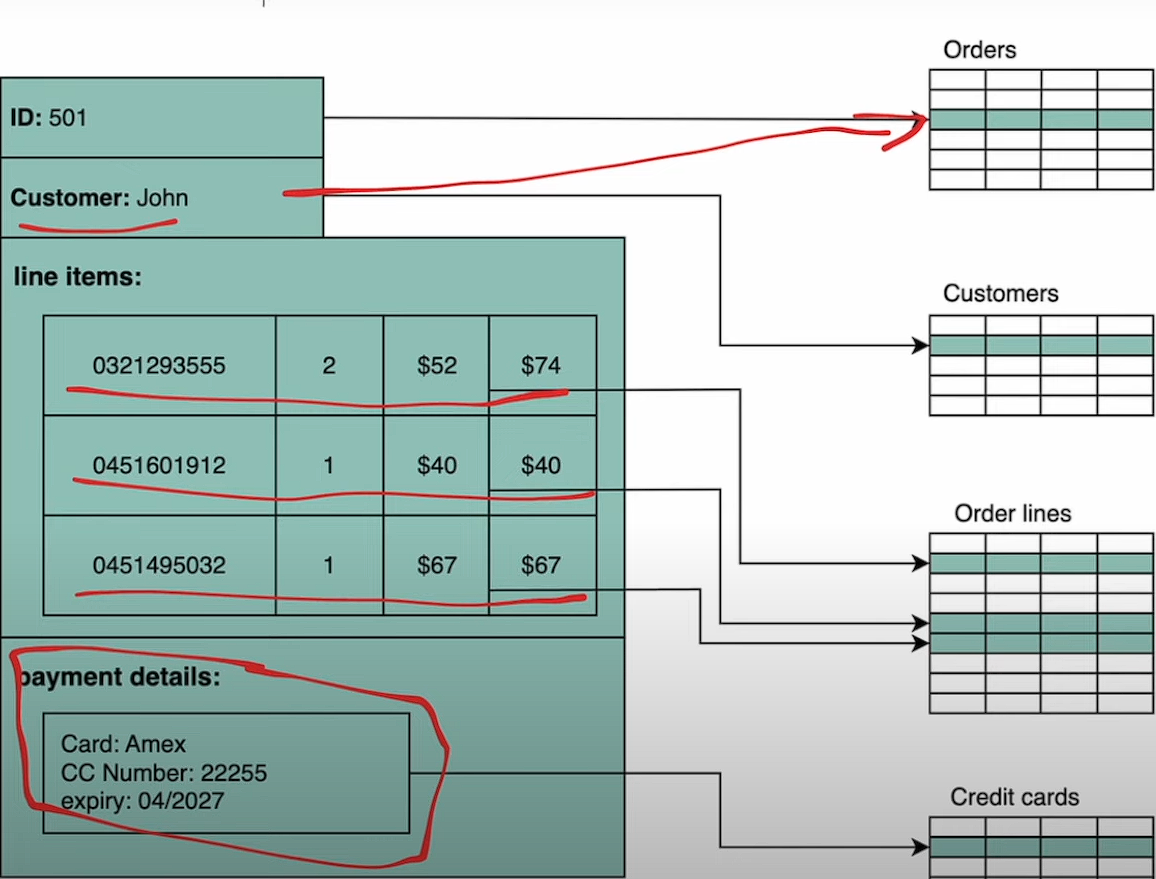 Orders
ID: 501
Customer: John
line items:
Customers
0321293555 2 $52 $74
0451601912 1 $40 $40
Order lines
0451495032 1 $67 $67
payment details:
Card: Amex
CC Number: 22255
expiry: 04/2027
Credit cards